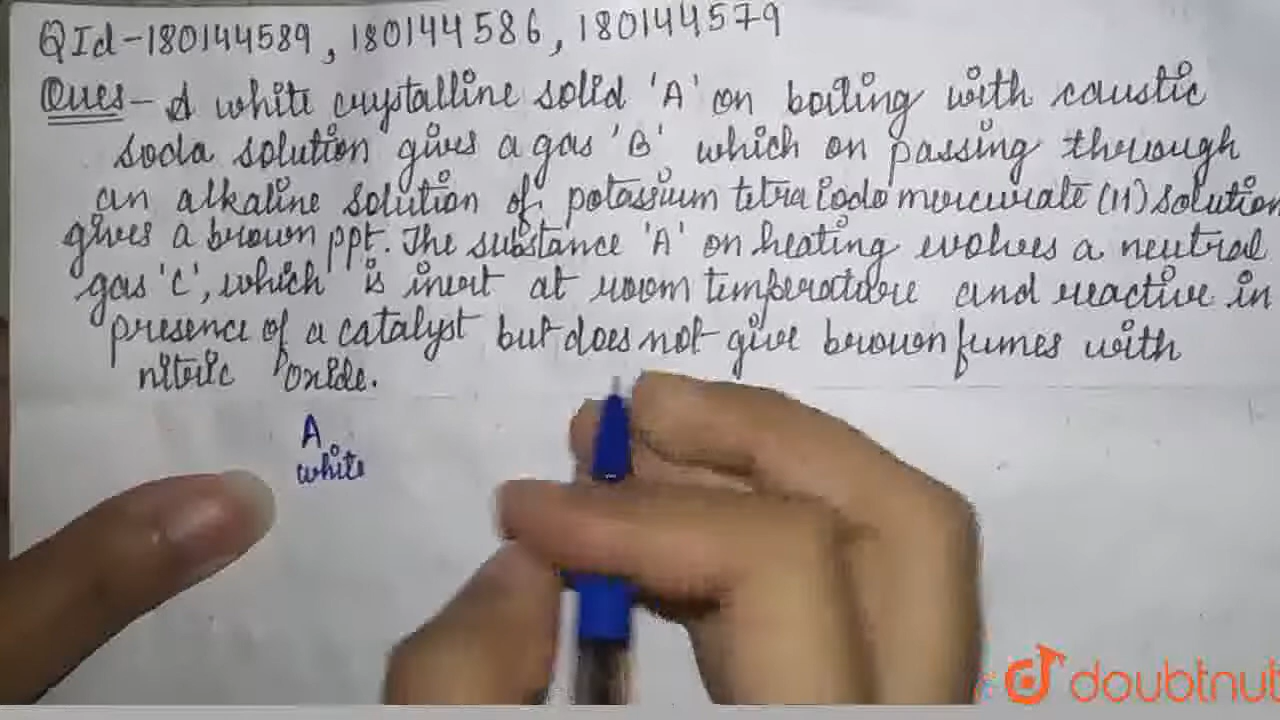 QId-180144589, 180144586, 180144579
Ques - A white crystalline solid 'A' on boiling with caustic
soda solution gives a gas 'B', which on passing through
an alkaline solution of potassium tetraiodomercurate (11) solution
gives a brown ppt. The substance 'A' on heating evolves a neutral
gas 'C', which is inert at room temperature and reactive in
presence of a catalyst but does not give brown fumes with
nitric oxide.
A
white
doubtnut